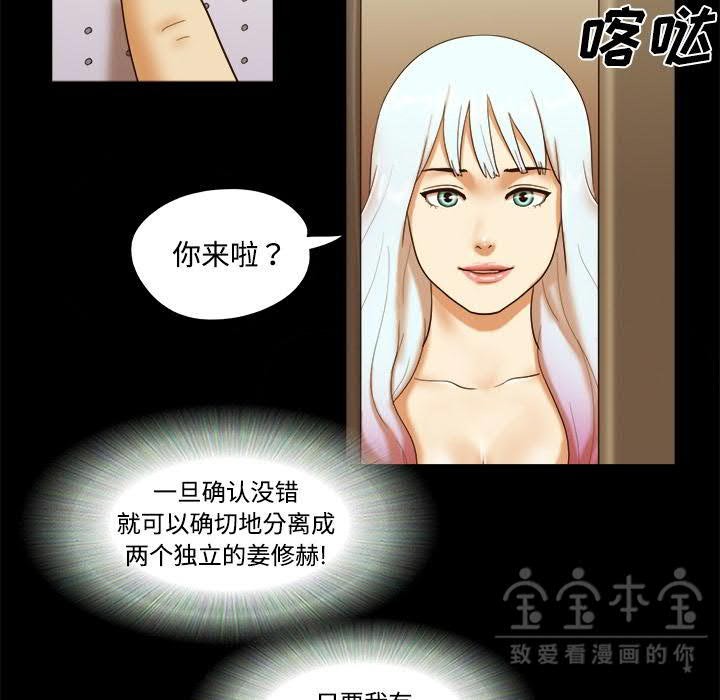 喀哒
你来啦？
一旦确认没错
就可以确切地分离成
两个独立的姜修赫!
宝宝本宝
致爱看漫画的你